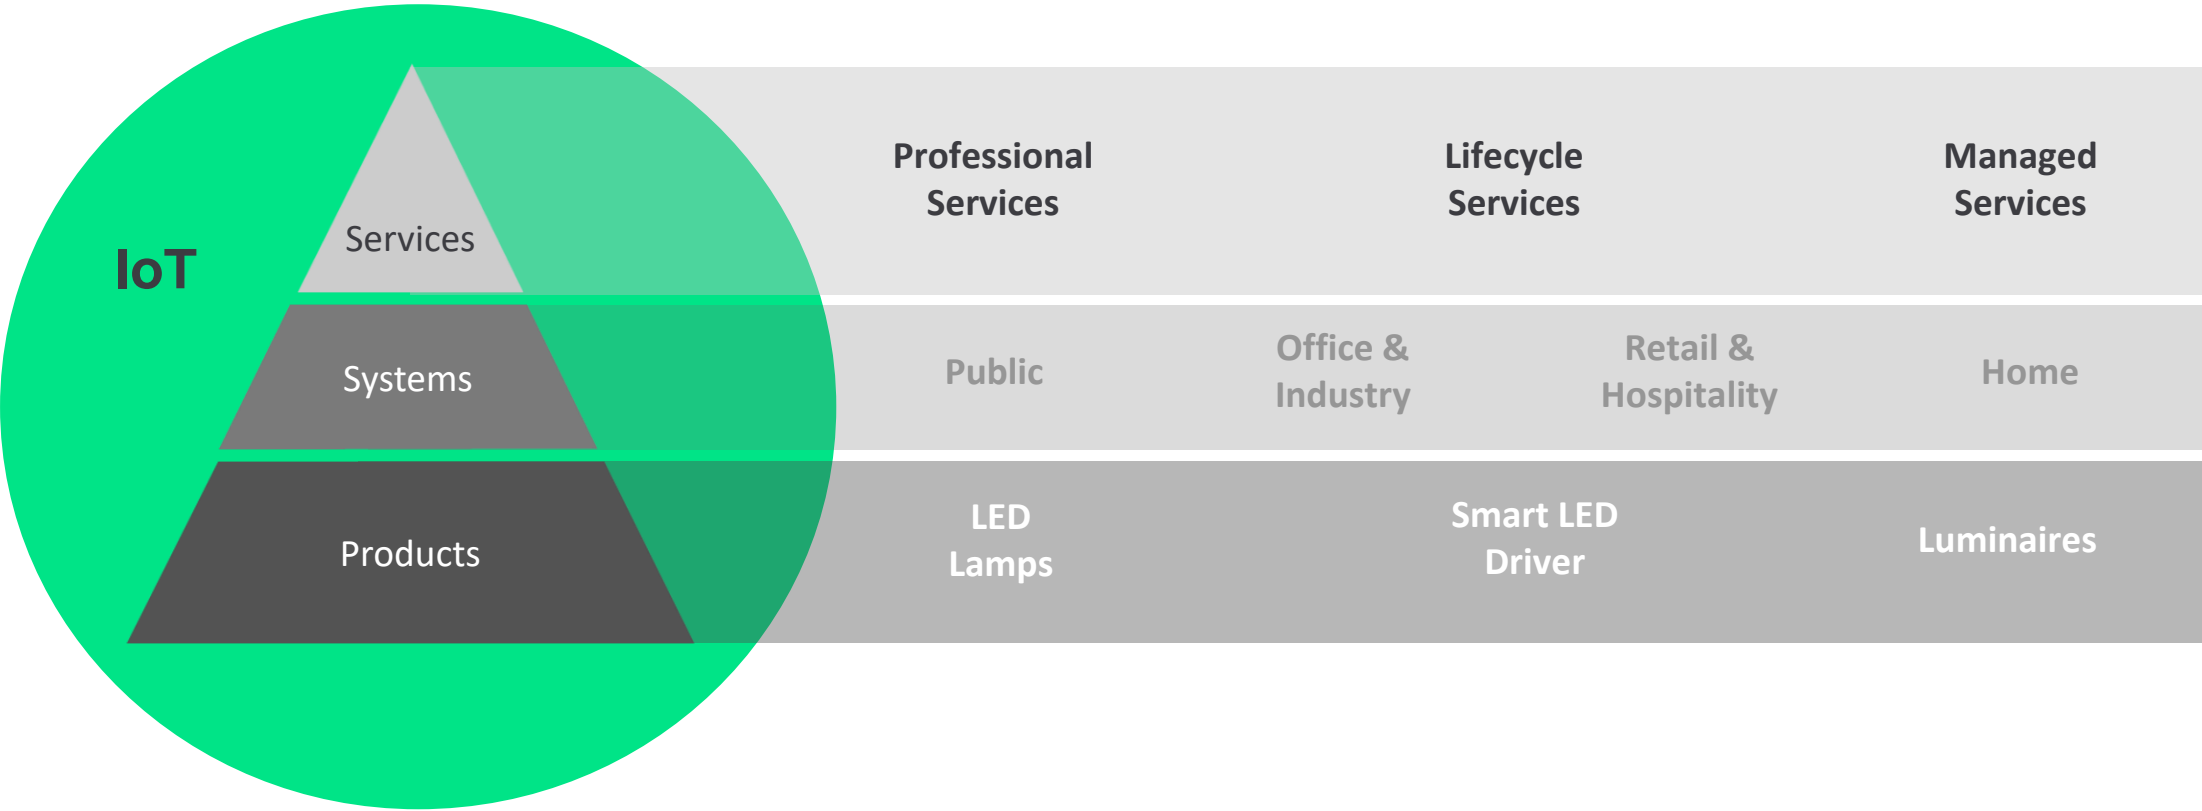 IoT
Services
Professional
Services
Lifecycle
Services
Managed
Services
Systems
Public
Office &
Industry
Retail &
Hospitality
Home
Products
LED
Lamps
Smart LED
Driver
Luminaires